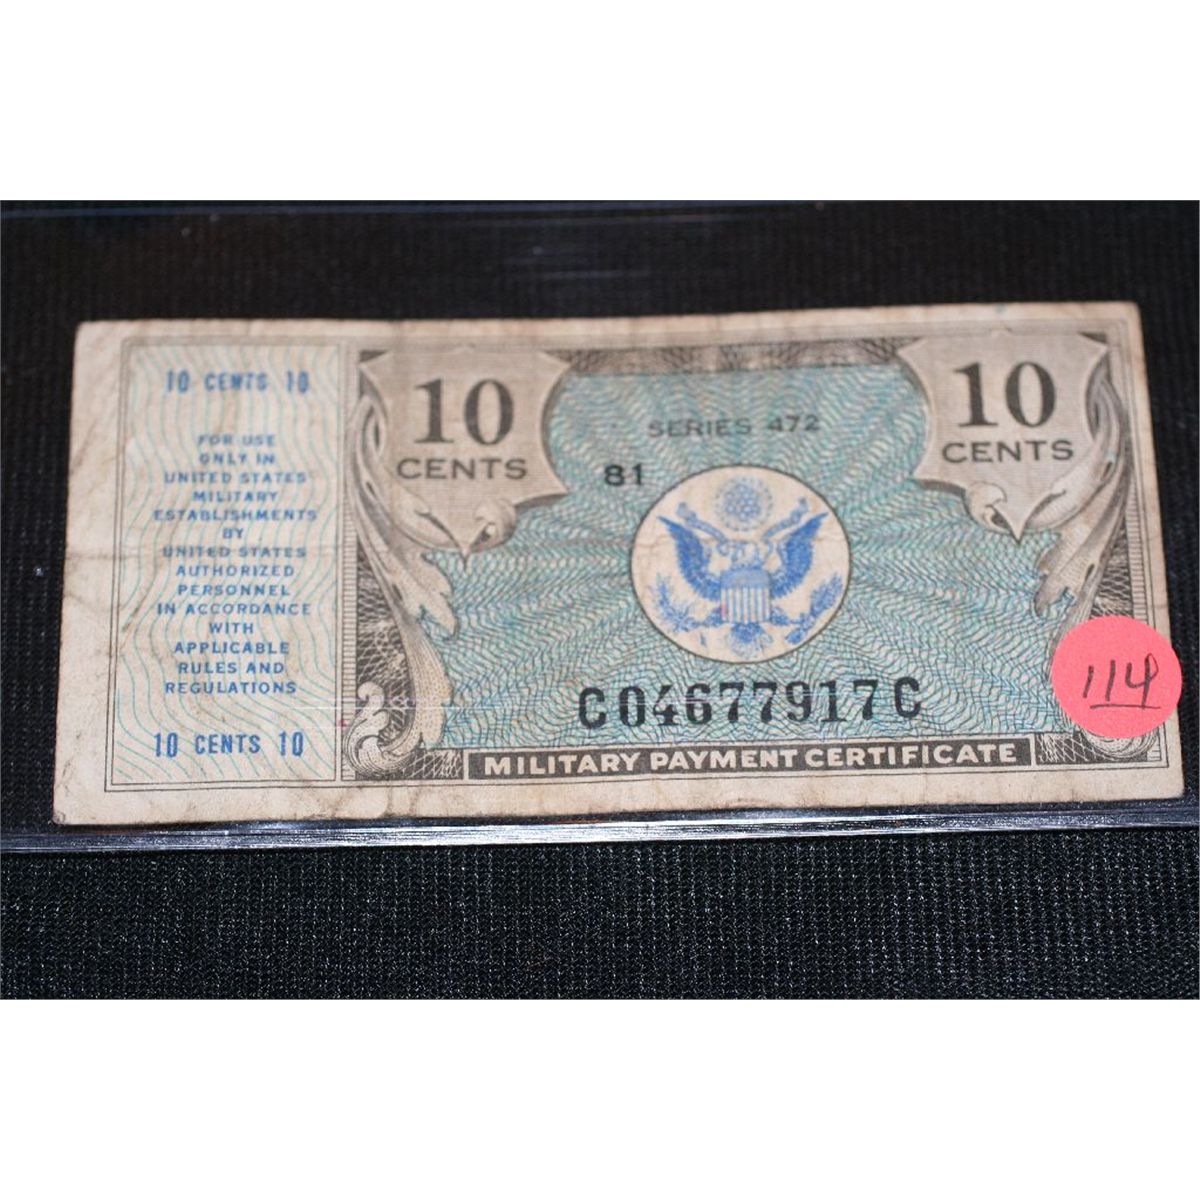 10 CENTS 10
FOR USE
ONLY IN
UNITED STATES
MILITARY
ESTABLISHMENTS
BY
UNITED STATES
AUTHORIZED
PERSONNEL
IN ACCORDANCE
WITH
APPLICABLE
RULES AND
REGULATIONS
10 CENTS 10
10
CENTS
SERIES 472
81
10
CENTS
C04677917C
MILITARY PAYMENT CERTIFICATE
114